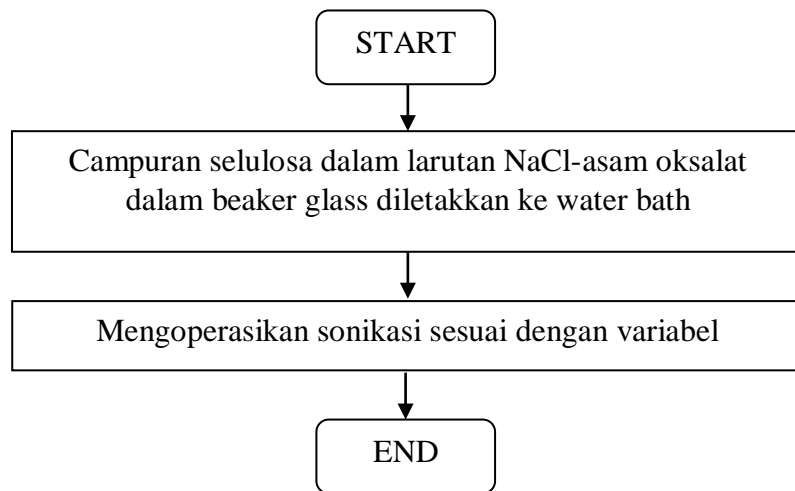 START
Campuran selulosa dalam larutan NaCl-asam oksalat
dalam beaker glass diletakkan ke water bath
Mengoperasikan sonikasi sesuai dengan variabel
END